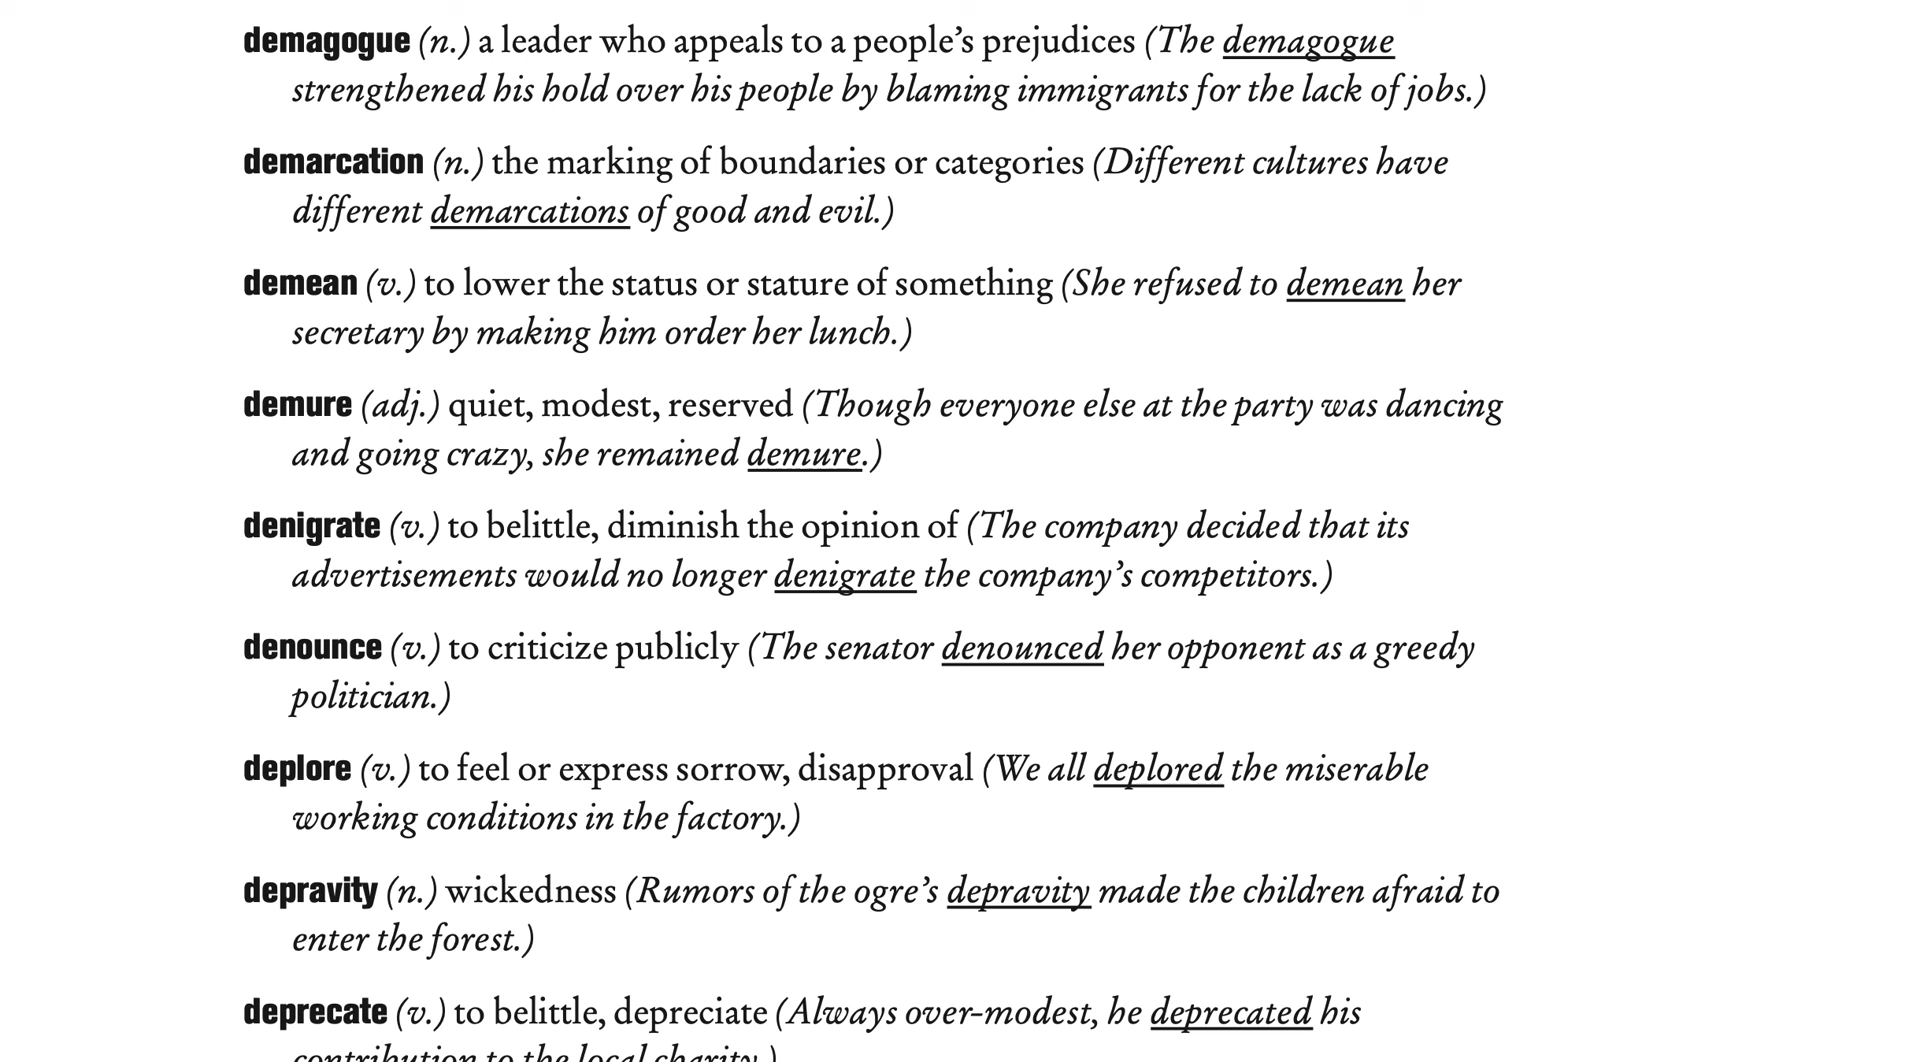 demagogue (n.) a leader who appeals to a people’s prejudices (The demagogue
strengthened his hold over his people by blaming immigrants for the lack of jobs.)
demarcation (n.) the marking of boundaries or categories (Different cultures have
different demarcations of good and evil.)
demean (v.) to lower the status or stature of something (She refused to demean her
secretary by making him order her lunch.)
demure (adj.) quiet, modest, reserved (Though everyone else at the party was dancing
and going crazy, she remained demure.)
denigrate (v.) to belittle, diminish the opinion of (The company decided that its
advertisements would no longer denigrate the company’s competitors.)
denounce (v.) to criticize publicly (The senator denounced her opponent as a greedy
politician.)
deplore (v.) to feel or express sorrow, disapproval (We all deplored the miserable
working conditions in the factory.)
depravity (n.) wickedness (Rumors of the ogre’s depravity made the children afraid to
enter the forest.)
deprecate (v.) to belittle, depreciate (Always over-modest, he deprecated his
contribution to the local charity.)